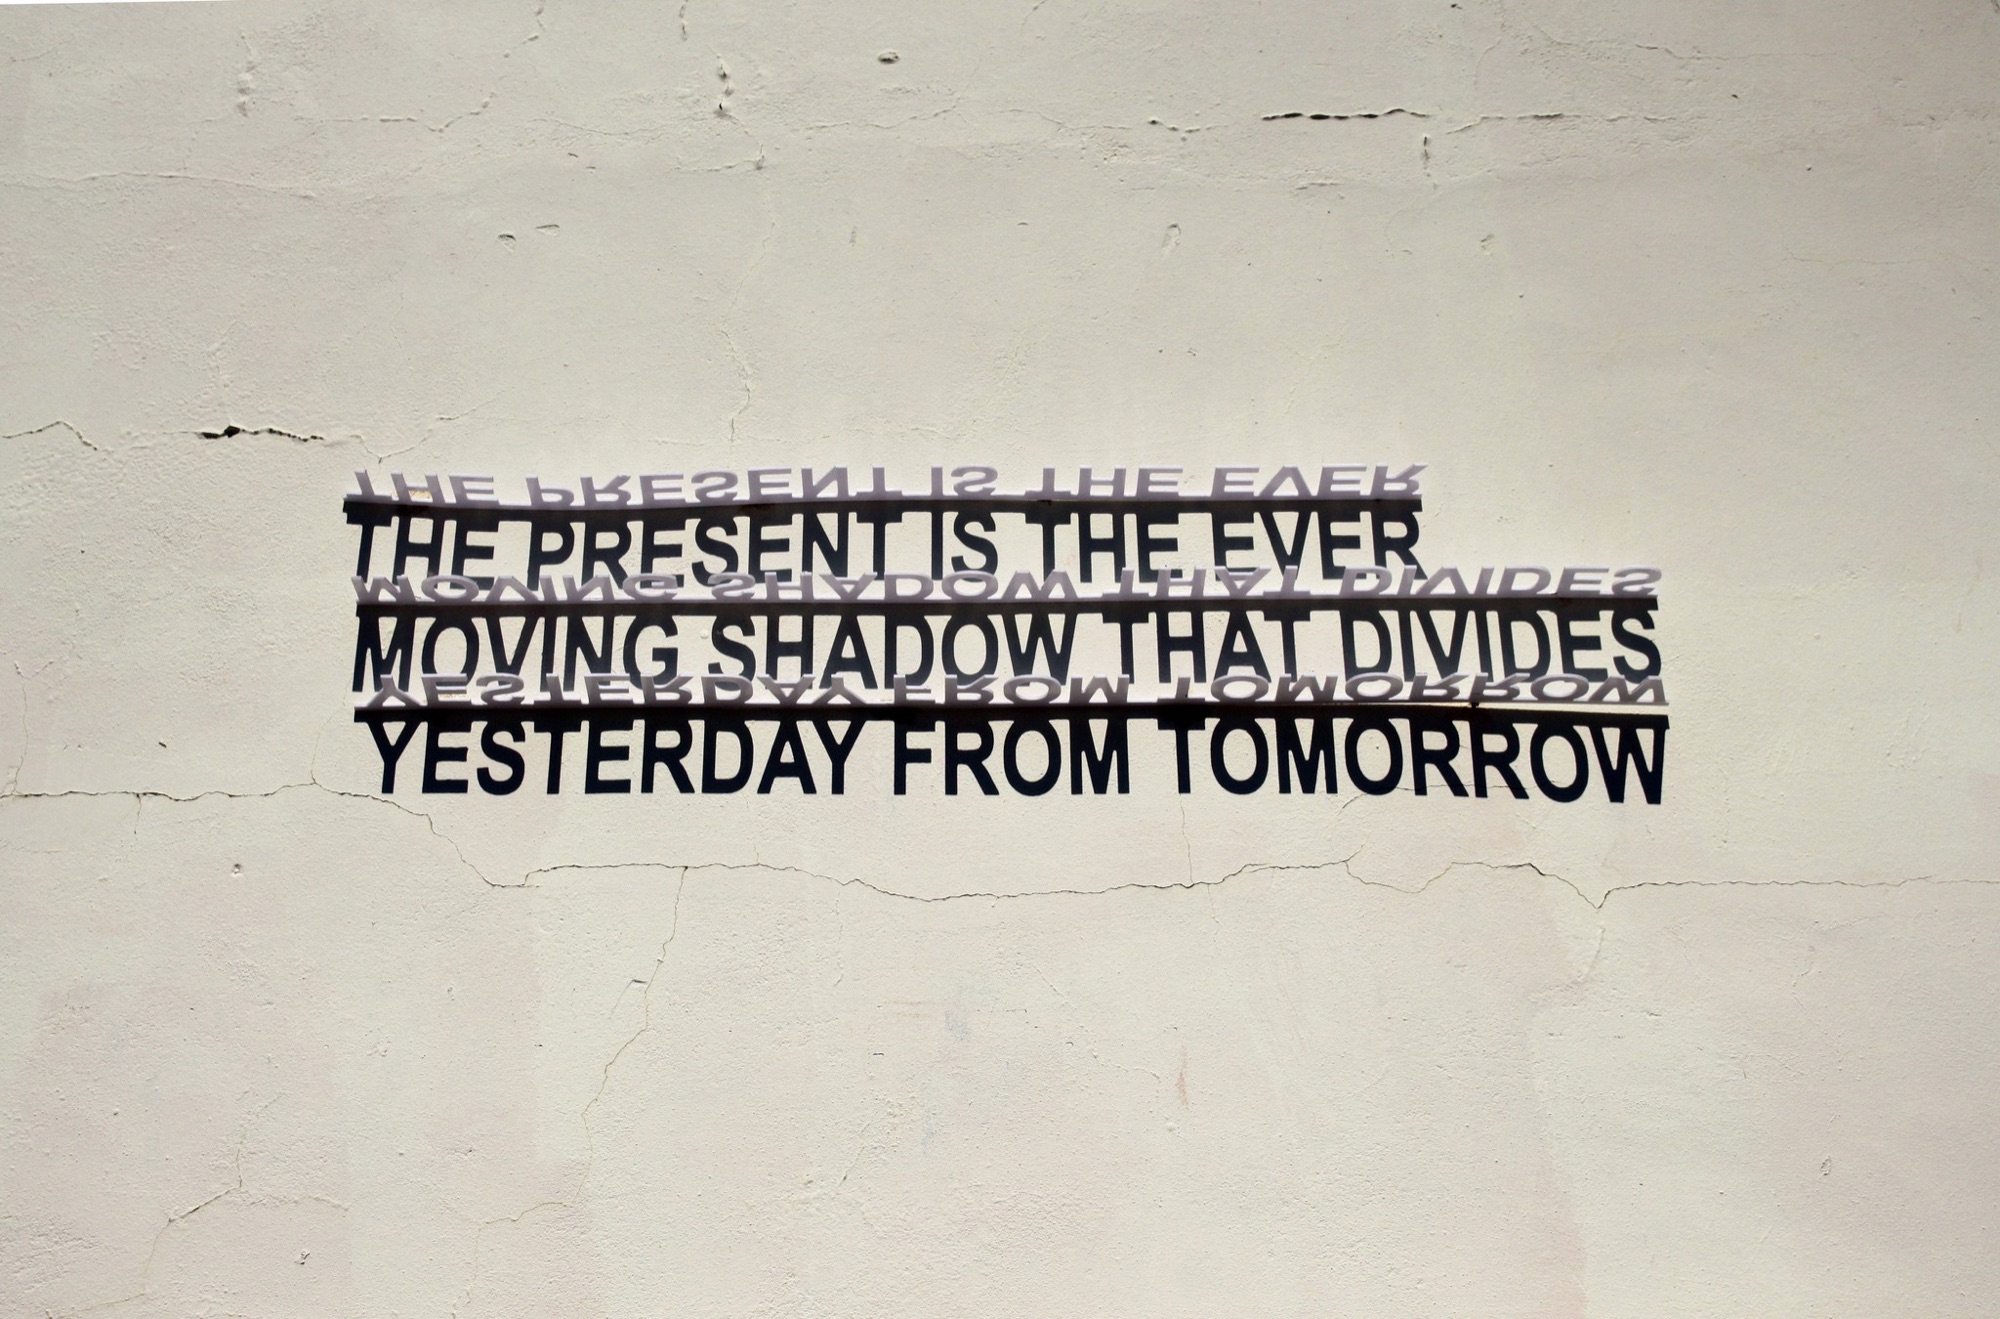 THE PRESENT IS THE EVER
MOVING SHADOW THAT DIVIDES
YESTERDAY FROM TOMORROW